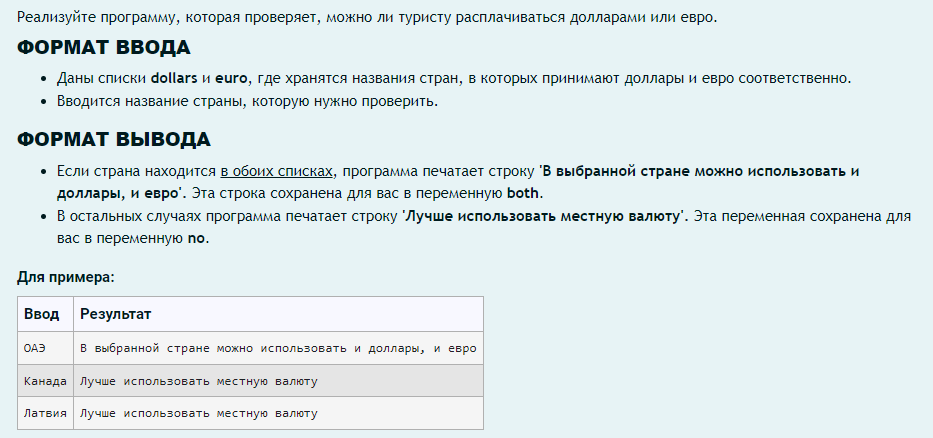 Реализуйте программу, которая проверяет, можно ли туристу расплачиваться долларами или евро.
ФОРМАТ ВВОДА
• Даны списки dollars и euro, где хранятся названия стран, в которых принимают доллары и евро соответственно.
• Вводится название страны, которую нужно проверить.
ФОРМАТ ВЫВОДА
• Если страна находится в обоих списках, программа печатает строку 'В выбранной стране можно использовать и
доллары, и евро'. Эта строка сохранена для вас в переменную both.
• В остальных случаях программа печатает строку 'Лучше использовать местную валюту'. Эта переменная сохранена для
вас в переменную no.
Для примера:
Ввод Результат
ОАЭ В выбранной стране можно использовать и доллары, и евро
Канада Лучше использовать местную валюту
Латвия Лучше использовать местную валюту